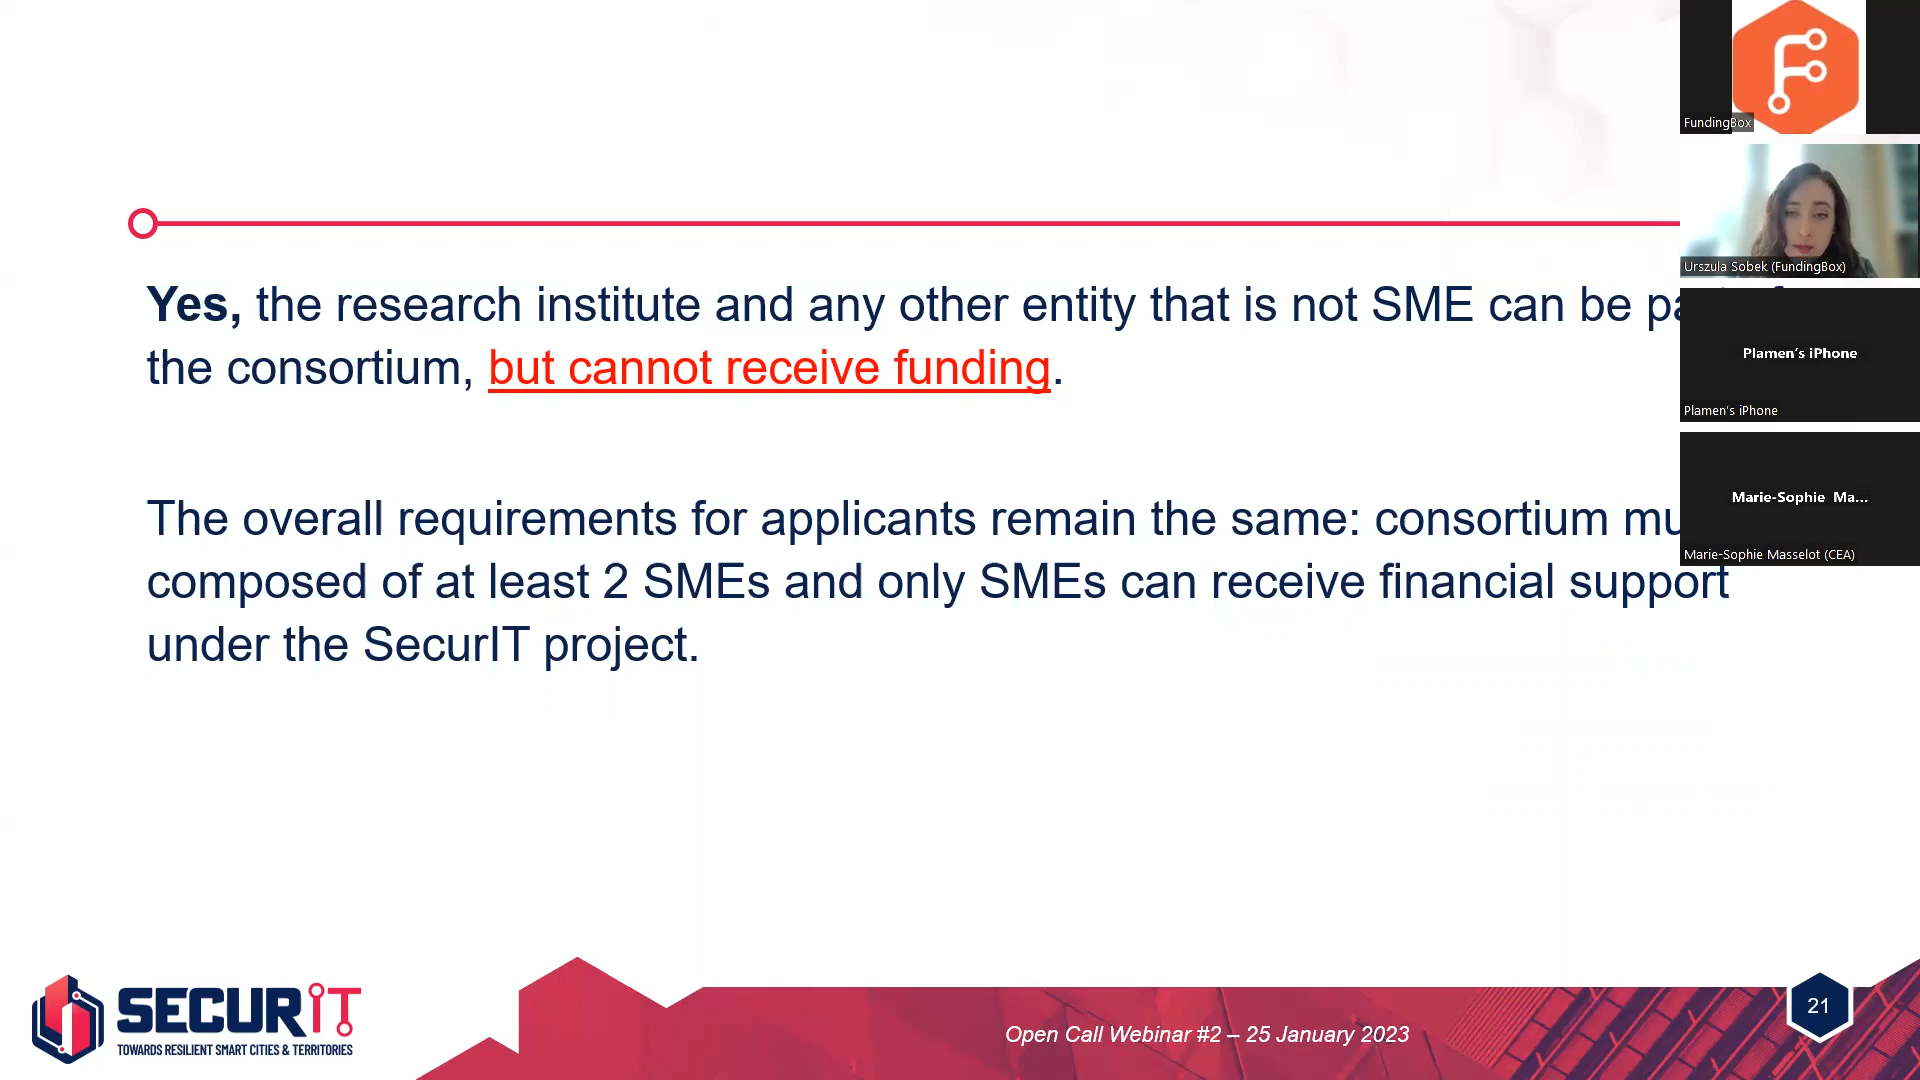 FundingBox
Urszula Sobek (FundingBox)
Plamen's iPhone
Plamen's iPhone
Marie-Sophie Ma...
Marie-Sophie Masselot (CEA)
Yes, the research institute and any other entity that is not SME can be
the consortium, but cannot receive funding.
The overall requirements for applicants remain the same: consortium
composed of at least 2 SMEs and only SMEs can receive financial support
under the SecurIT project.
SECURIT
TOWARDS RESILIENT SMART CITIES & TERRITORIES
Open Call Webinar #2 – 25 January 2023
21